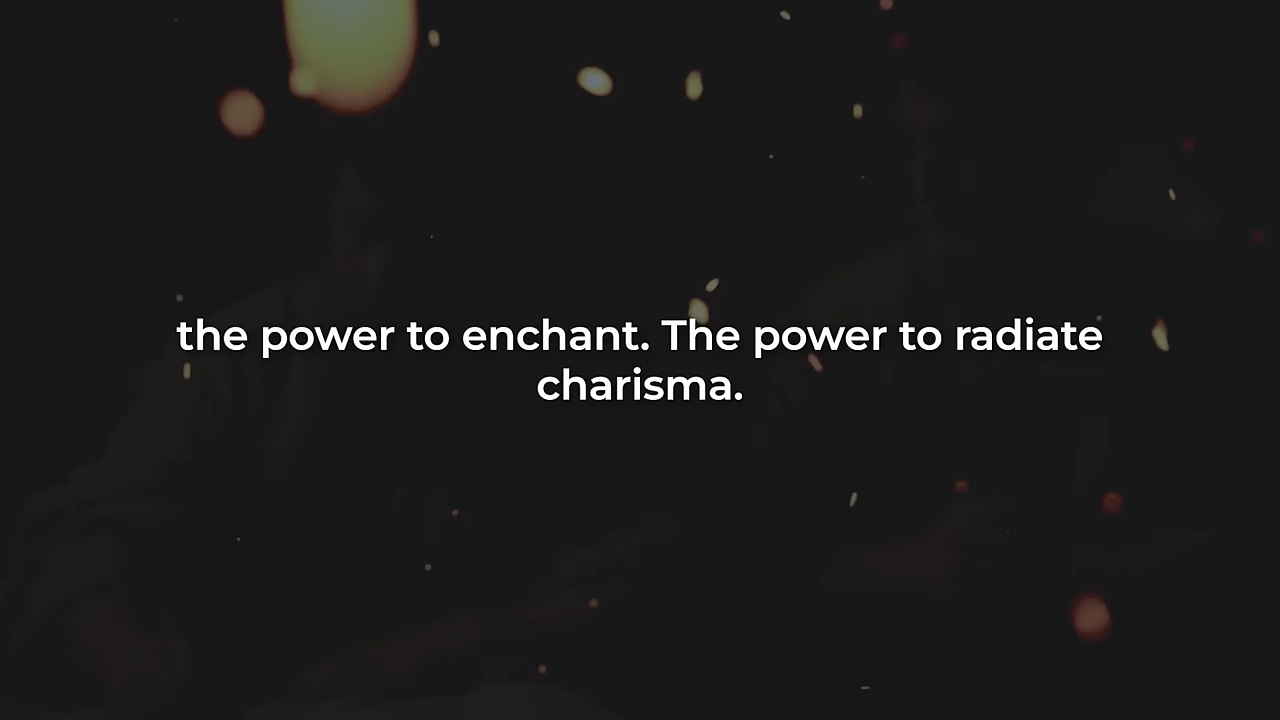 the power to enchant. The power to radiate
charisma.